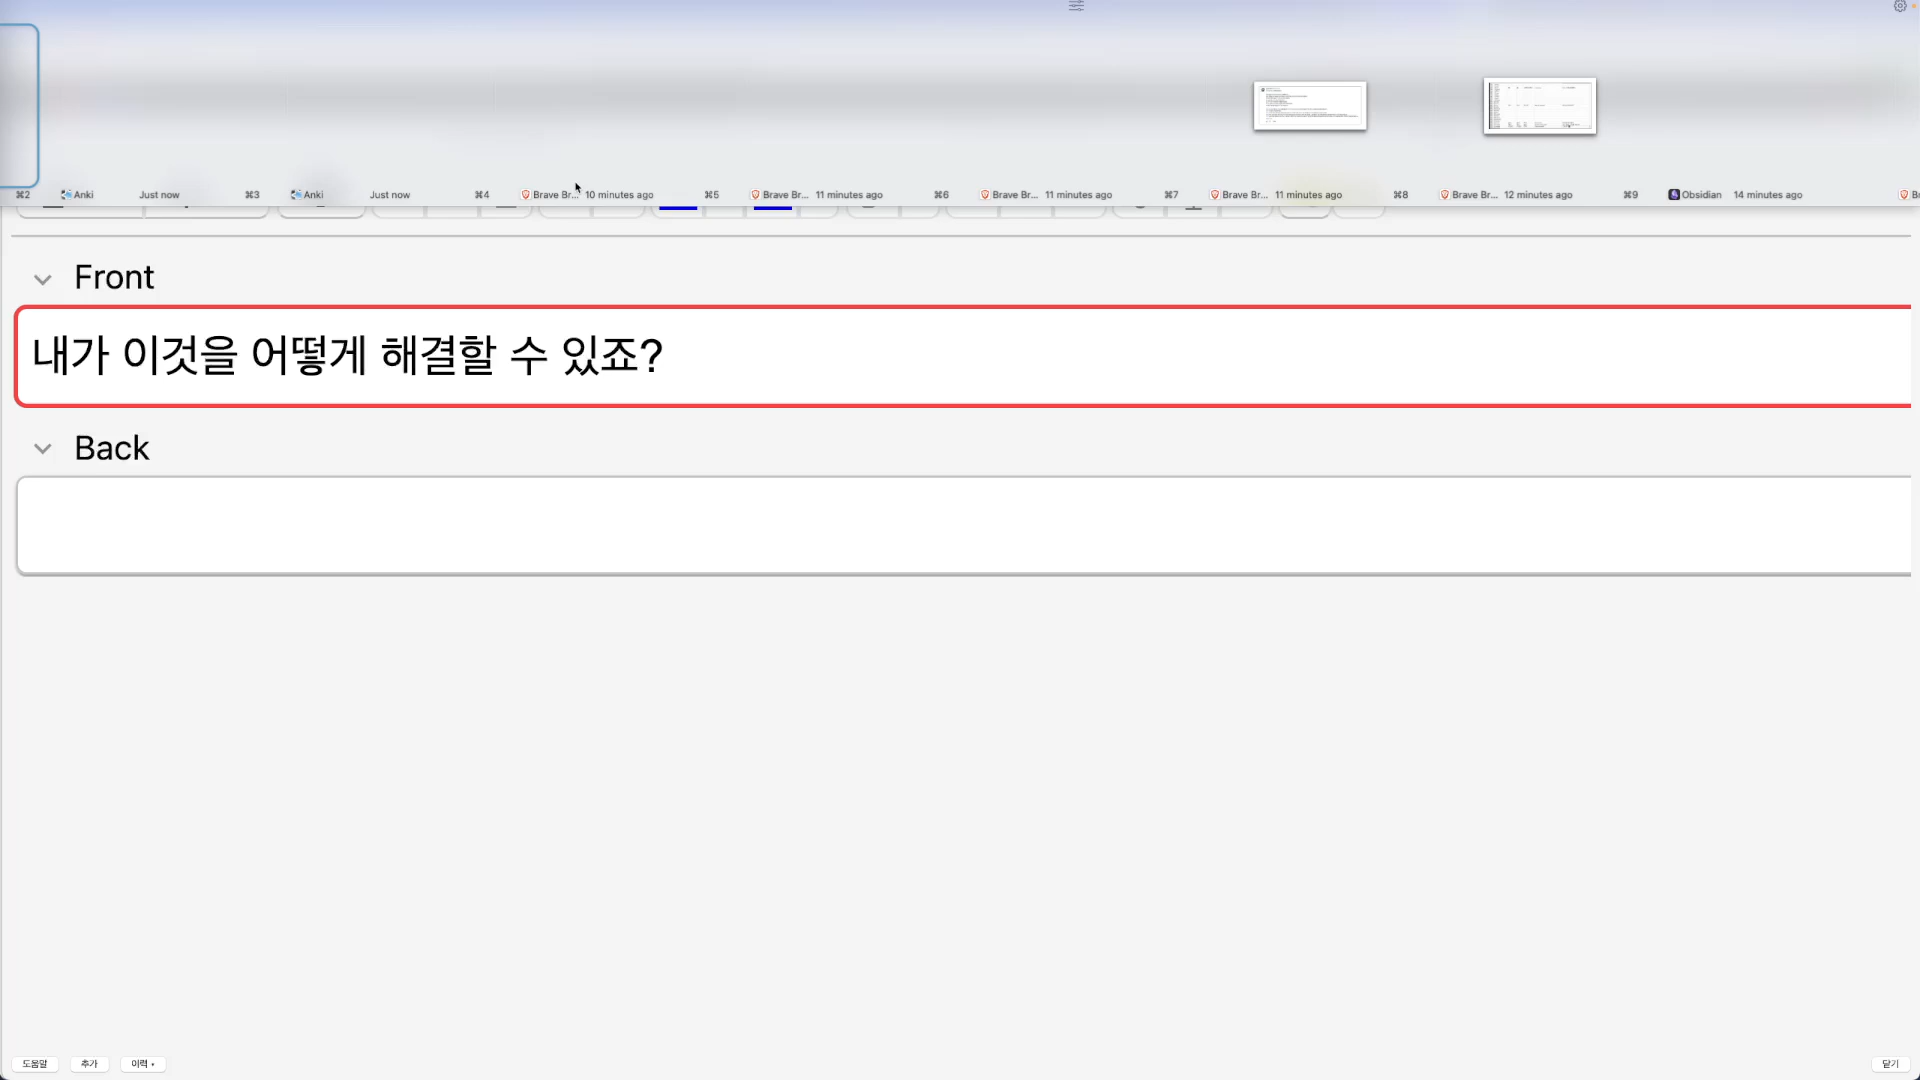 ⌘2 Anki Just now ⌘3 Anki Just now ⌘4 Brave Br... 10 minutes ago ⌘5 Brave Br... 11 minutes ago ⌘6 Brave Br... 11 minutes ago ⌘7 Brave Br... 11 minutes ago ⌘8 Brave Br... 12 minutes ago ⌘9 Obsidian 14 minutes ago
Front
내가 이것을 어떻게 해결할 수 있죠?
Back
도움말 추가 이력 닫기